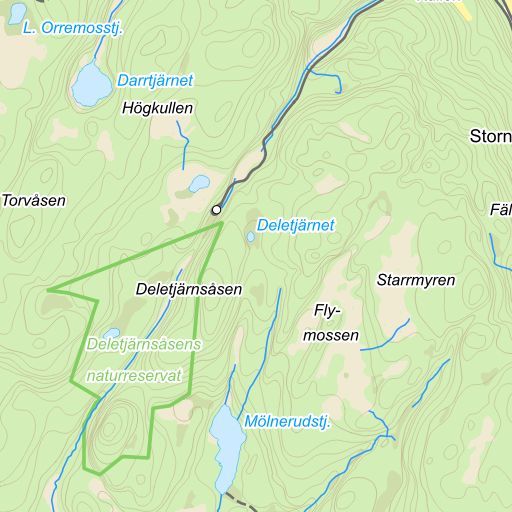 L. Orremosstj.
Darrtjärnet
Högkullen
Storn
Torvåsen
Fäl
Deletjärnet
Starrmyren
Deletjärnsåsen
Fly-
mossen
Deletjärnsåsens
naturreservat
Mölnerudstj.